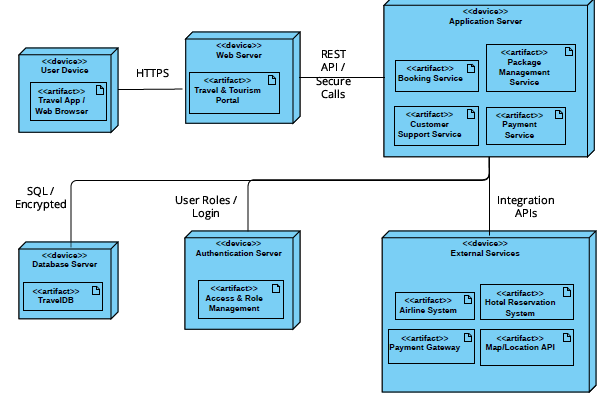 <<device>>
User Device
<<artifact>>
Travel App /
Web Browser
HTTPS
<<device>>
Web Server
<<artifact>>
Travel & Tourism
Portal
REST
API /
Secure
Calls
<<device>>
Application Server
<<artifact>>
Booking Service
<<artifact>>
Package
Management
Service
<<artifact>>
Customer
Support Service
<<artifact>>
Payment
Service
SQL /
Encrypted
User Roles /
Login
Integration
APIs
<<device>>
Database Server
<<artifact>>
TravelDB
<<device>>
Authentication Server
<<artifact>>
Access & Role
Management
<<device>>
External Services
<<artifact>>
Airline System
<<artifact>>
Hotel Reservation
System
<<artifact>>
Payment Gateway
<<artifact>>
Map/Location API